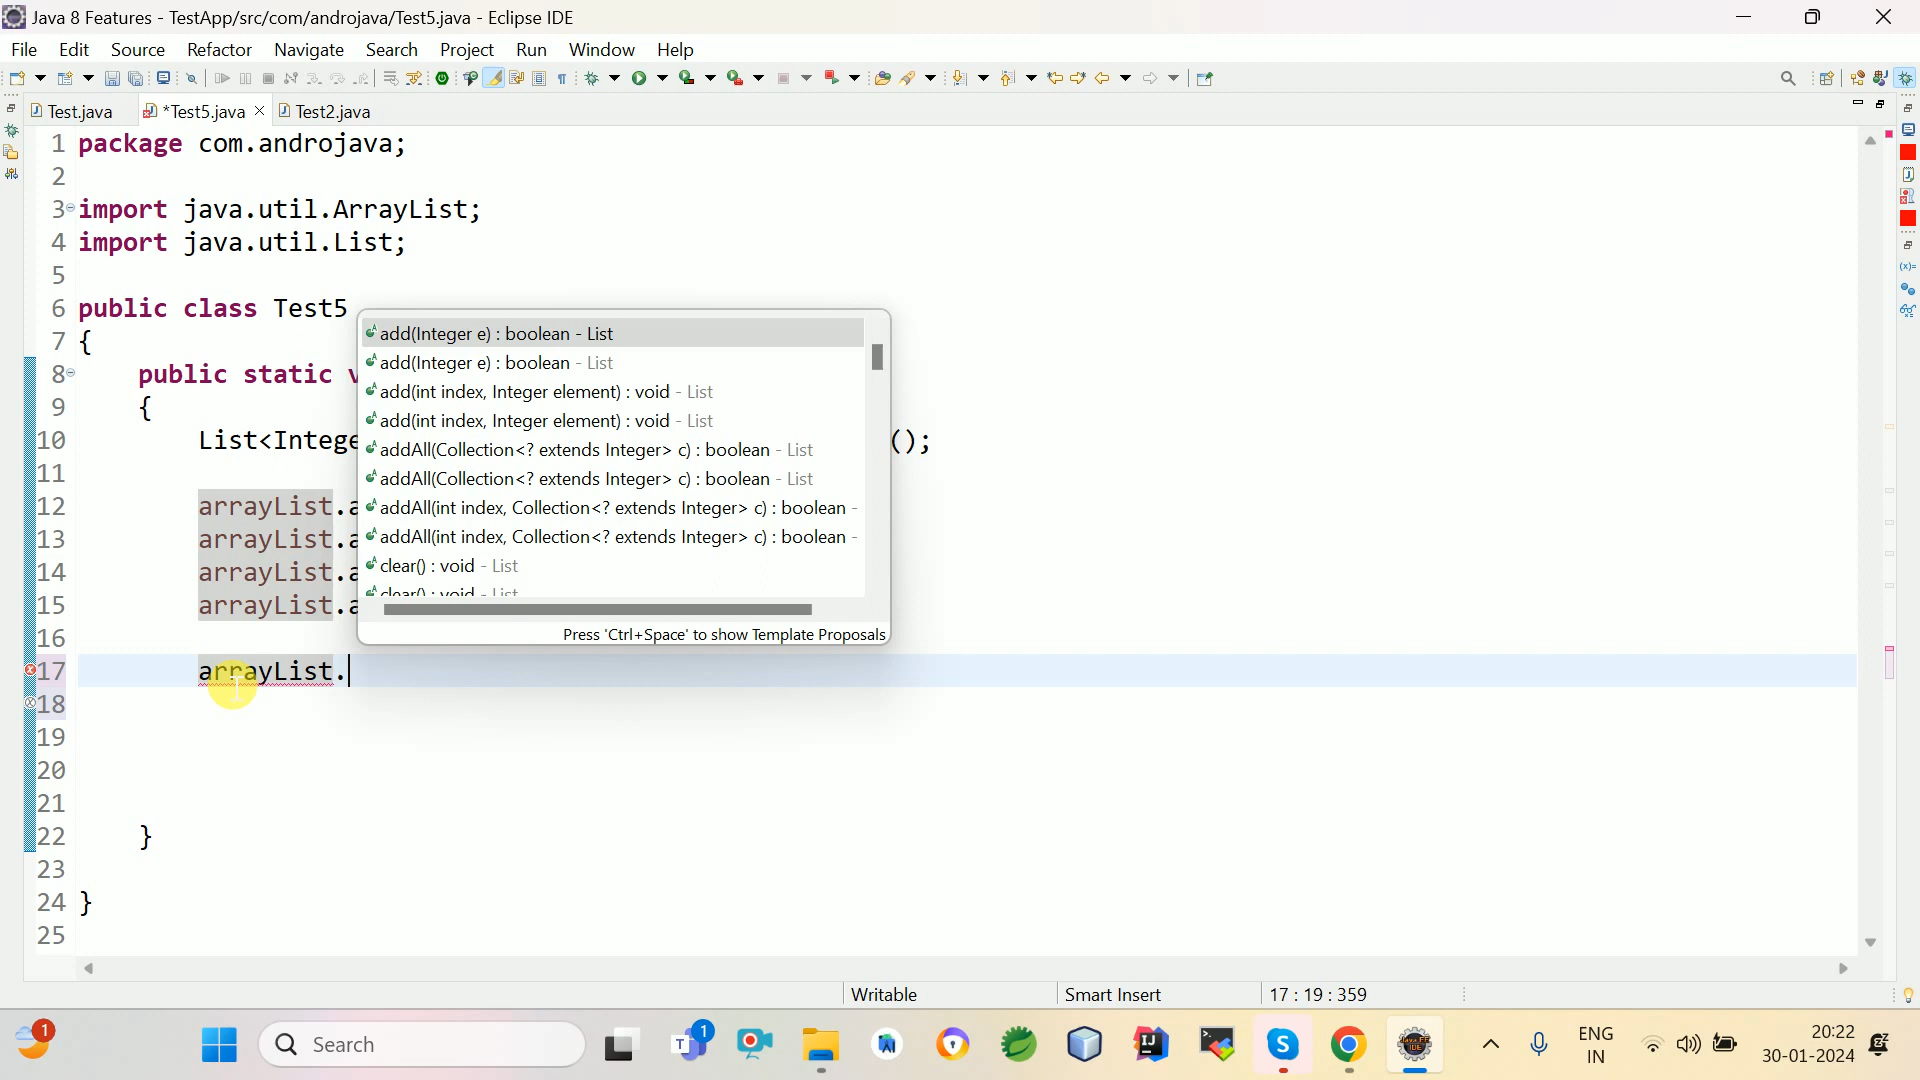 Java 8 Features - TestApp/src/com/androjava/Test5.java - Eclipse IDE
File Edit Source Refactor Navigate Search Project Run Window Help
Test.java *Test5.java Test2.java
1 package com.androjava;
2
3 import java.util.ArrayList;
4 import java.util.List;
5
6 public class Test5
7 {
8 public static v
9 {
10 List<Intege ();
11
12 arrayList.a
13 arrayList.a
14 arrayList.a
15 arrayList.a
16
17 arrayList.
18
19
20
21
22 }
23
24 }
25
add(Integer e) : boolean - List
add(Integer e) : boolean - List
add(int index, Integer element) : void - List
add(int index, Integer element) : void - List
addAll(Collection<? extends Integer> c) : boolean - List
addAll(Collection<? extends Integer> c) : boolean - List
addAll(int index, Collection<? extends Integer> c) : boolean -
addAll(int index, Collection<? extends Integer> c) : boolean -
clear() : void - List
clear() : void - List
Press 'Ctrl+Space' to show Template Proposals
Writable Smart Insert 17 : 19 : 359
1 Search 1 ENG
IN
20:22
30-01-2024